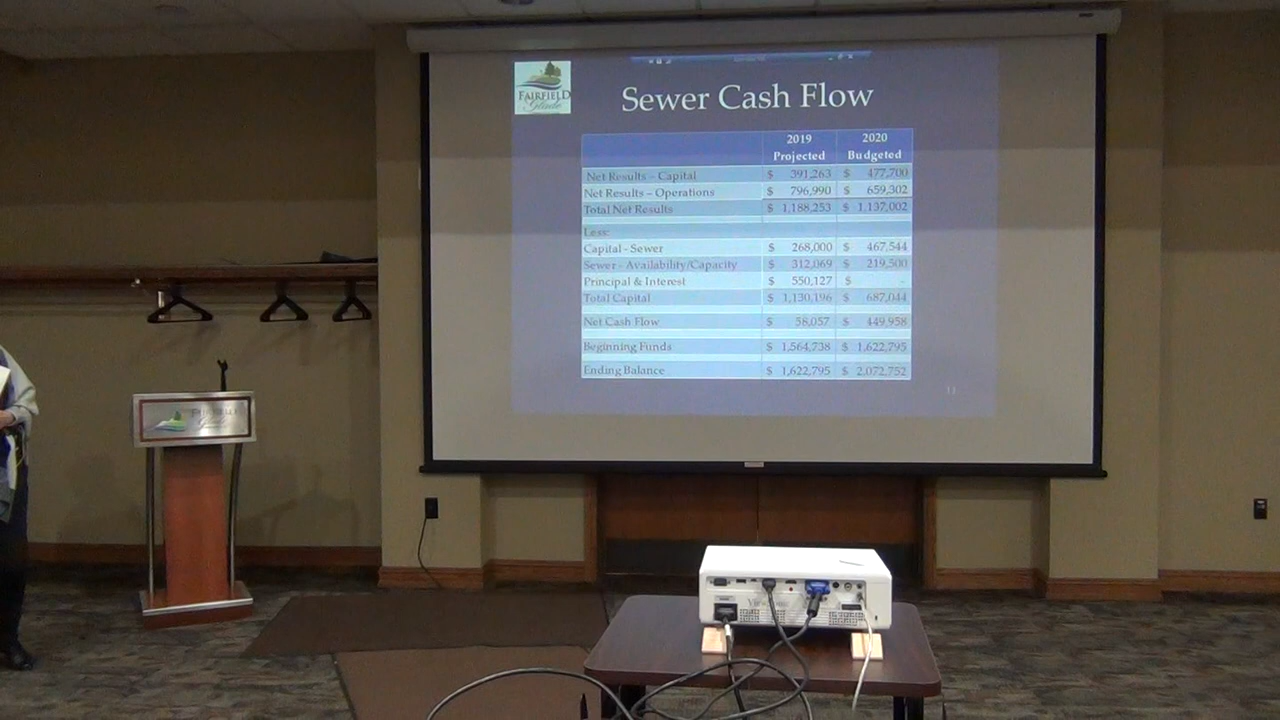 FAIRFIELD
Glade
Sewer Cash Flow
2019 2020
Projected Budgeted
Net Results – Capital $ 391,263 $ 477,700
Net Results – Operations $ 796,990 $ 659,302
Total Net Results $ 1,188,253 $ 1,137,002
Less:
Capital - Sewer $ 268,000 $ 467,544
Sewer - Availability/Capacity $ 312,069 $ 219,500
Principal & Interest $ 550,127 $ -
Total Capital $ 1,130,196 $ 687,044
Net Cash Flow $ 58,057 $ 449,958
Beginning Funds $ 1,564,738 $ 1,622,795
Ending Balance $ 1,622,795 $ 2,072,752
11
FAIRFIELD
Glade
ViewSonic